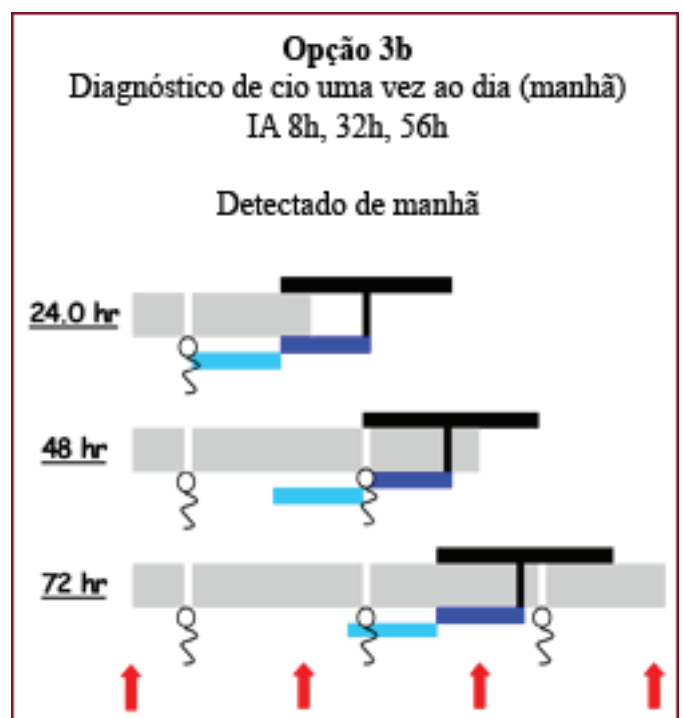 Opção 3b
Diagnóstico de cio uma vez ao dia (manhã)
IA 8h, 32h, 56h
Detectado de manhã
24.0 hr
48 hr
72 hr